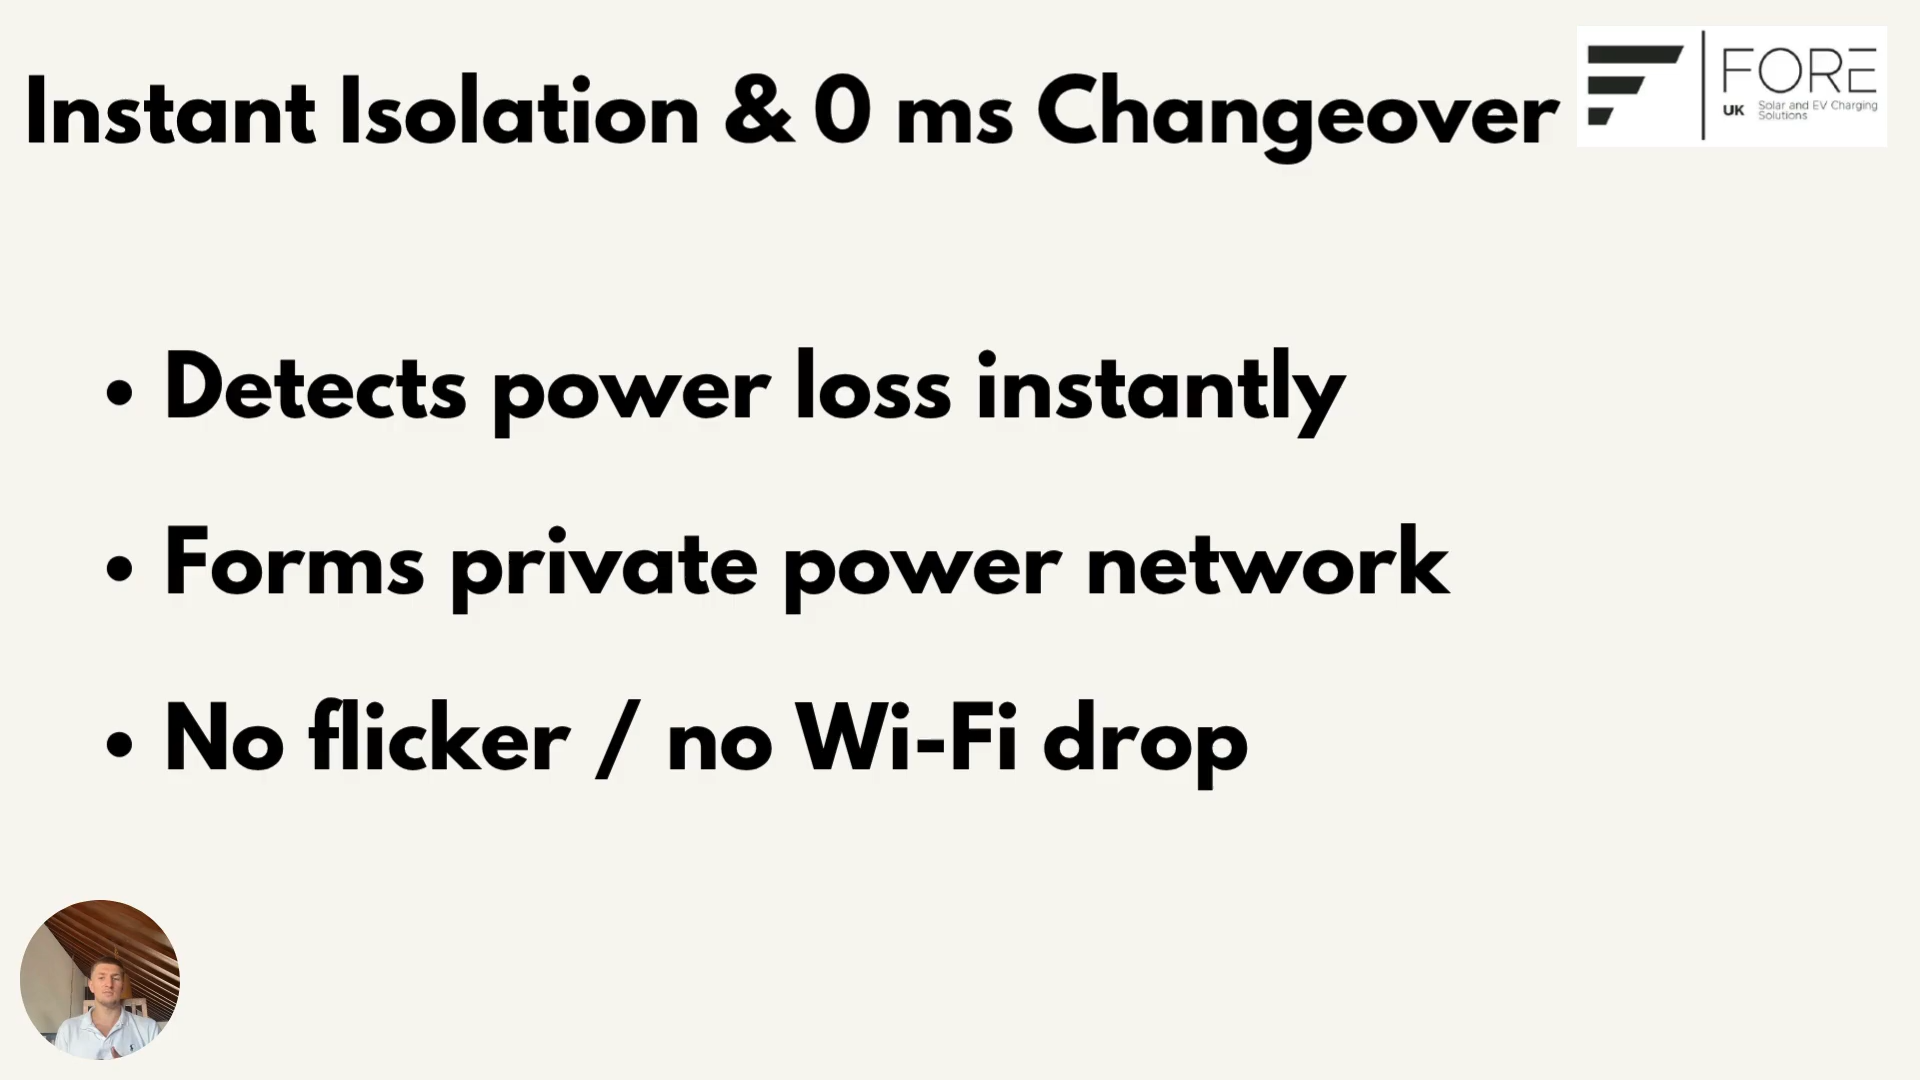 Instant Isolation & 0 ms Changeover
FORE
UK Solar and EV Charging
Solutions
• Detects power loss instantly
• Forms private power network
• No flicker / no Wi-Fi drop